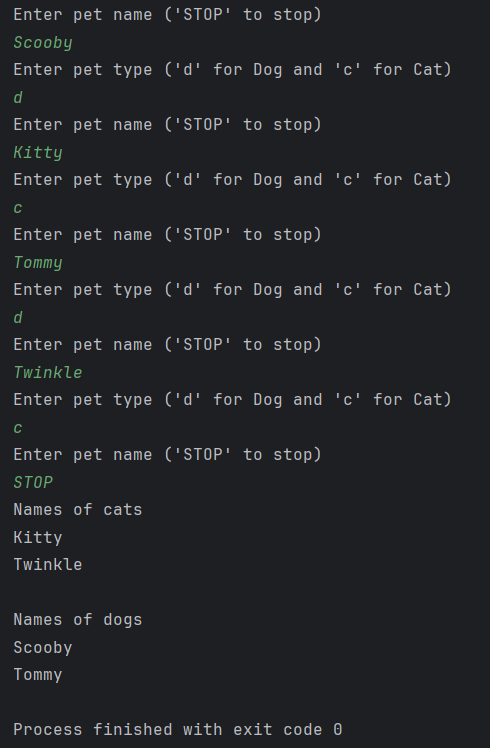 Enter pet name ('STOP' to stop)
Scooby
Enter pet type ('d' for Dog and 'c' for Cat)
d
Enter pet name ('STOP' to stop)
Kitty
Enter pet type ('d' for Dog and 'c' for Cat)
c
Enter pet name ('STOP' to stop)
Tommy
Enter pet type ('d' for Dog and 'c' for Cat)
d
Enter pet name ('STOP' to stop)
Twinkle
Enter pet type ('d' for Dog and 'c' for Cat)
c
Enter pet name ('STOP' to stop)
STOP
Names of cats
Kitty
Twinkle

Names of dogs
Scooby
Tommy

Process finished with exit code 0